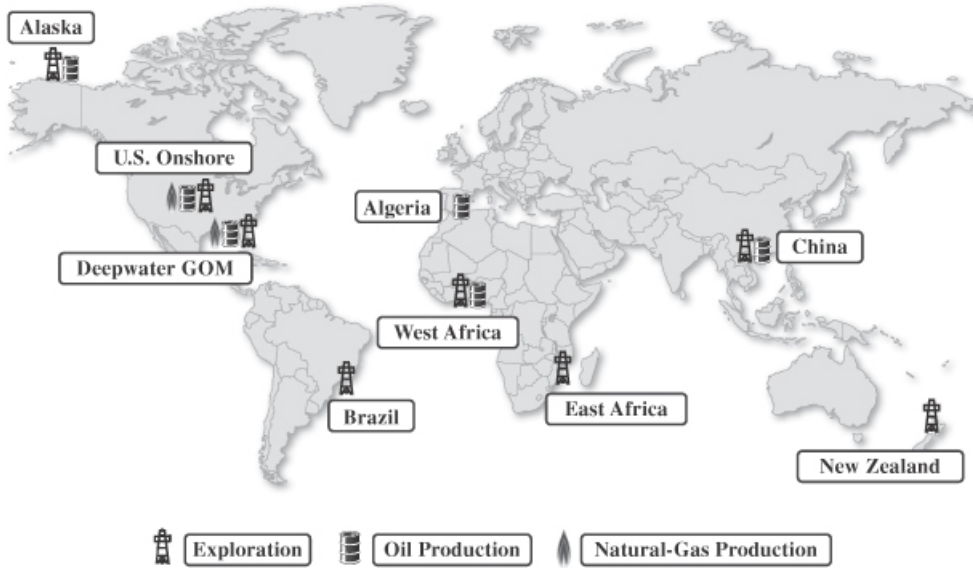 Alaska
U.S. Onshore
Algeria
China
Deepwater GOM
West Africa
Brazil
East Africa
New Zealand
Exploration
Oil Production
Natural-Gas Production